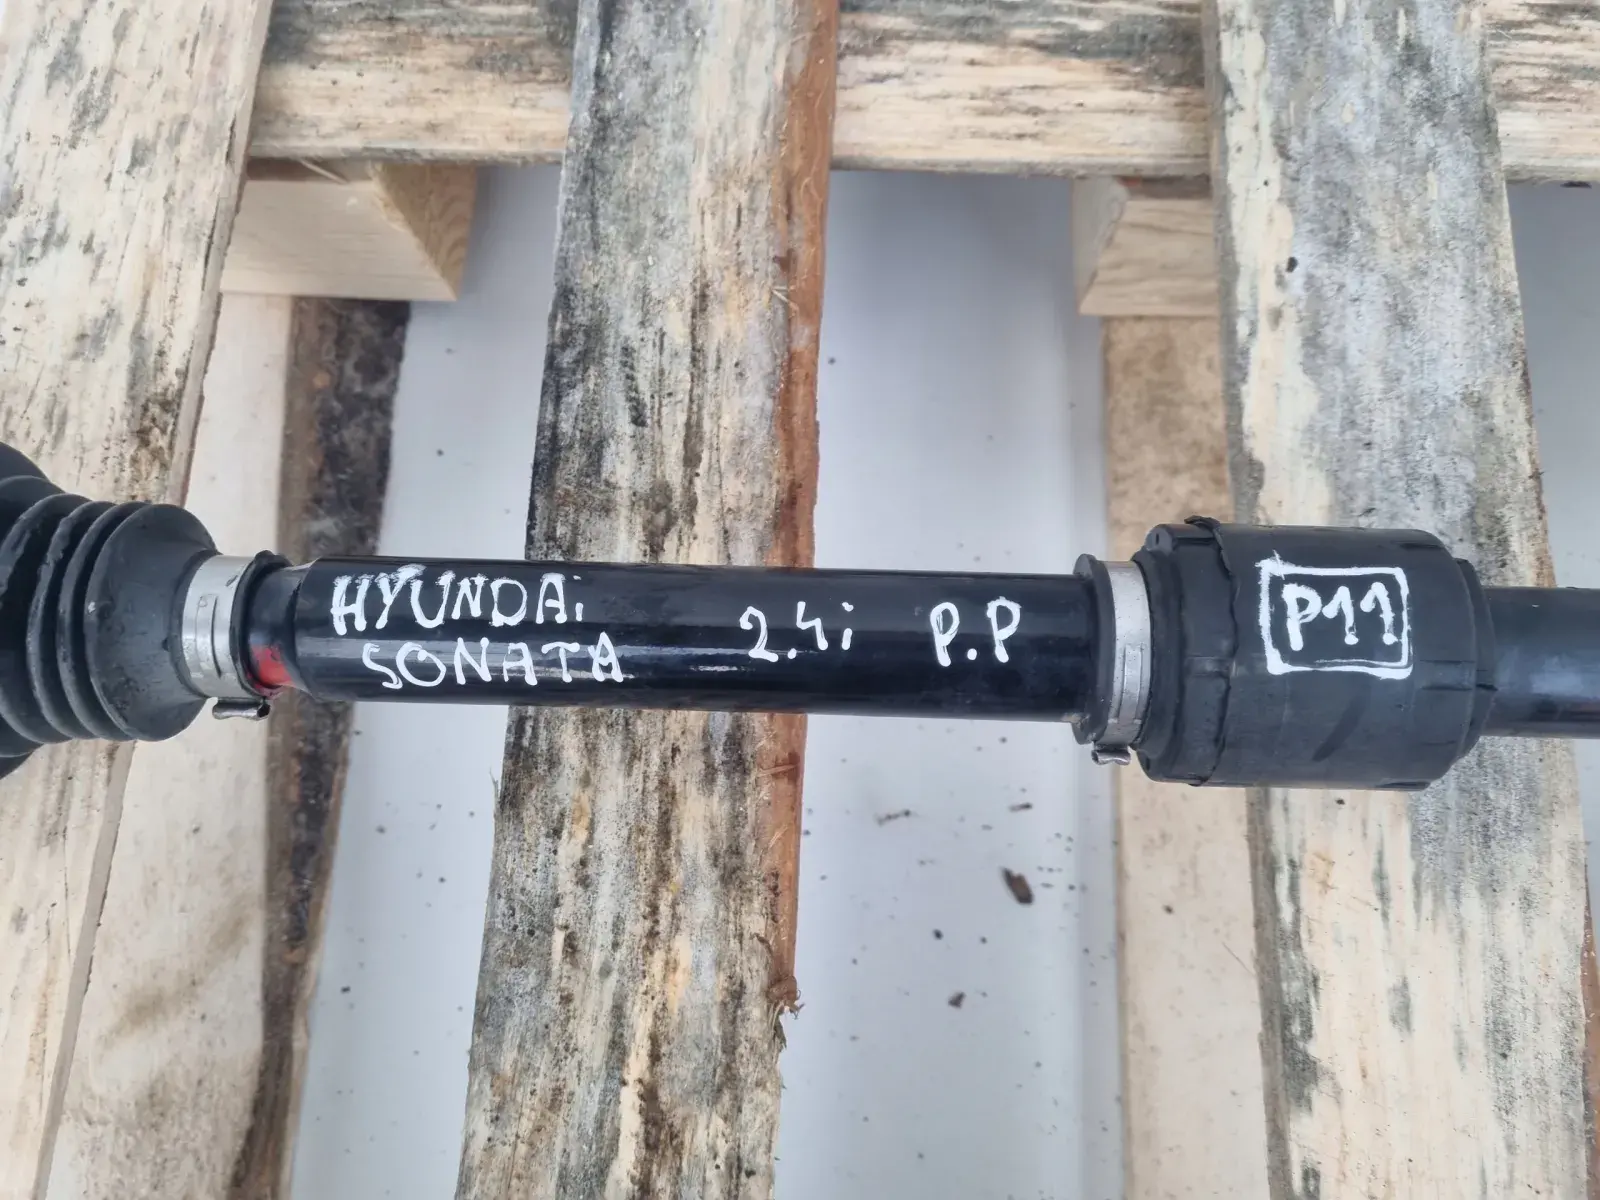 HYUNDAi 2.4i P.P
SONATA
P11